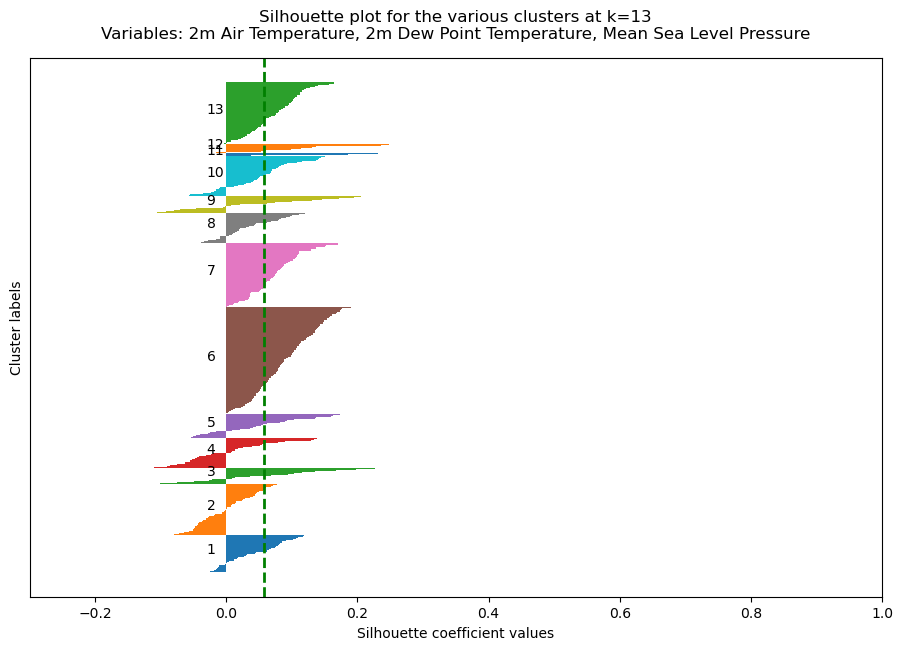 Silhouette plot for the various clusters at k=13
Variables: 2m Air Temperature, 2m Dew Point Temperature, Mean Sea Level Pressure
Cluster labels
13
12
11
10
9
8
7
6
5
4
3
2
1
−0.2 0.0 0.2 0.4 0.6 0.8 1.0
Silhouette coefficient values